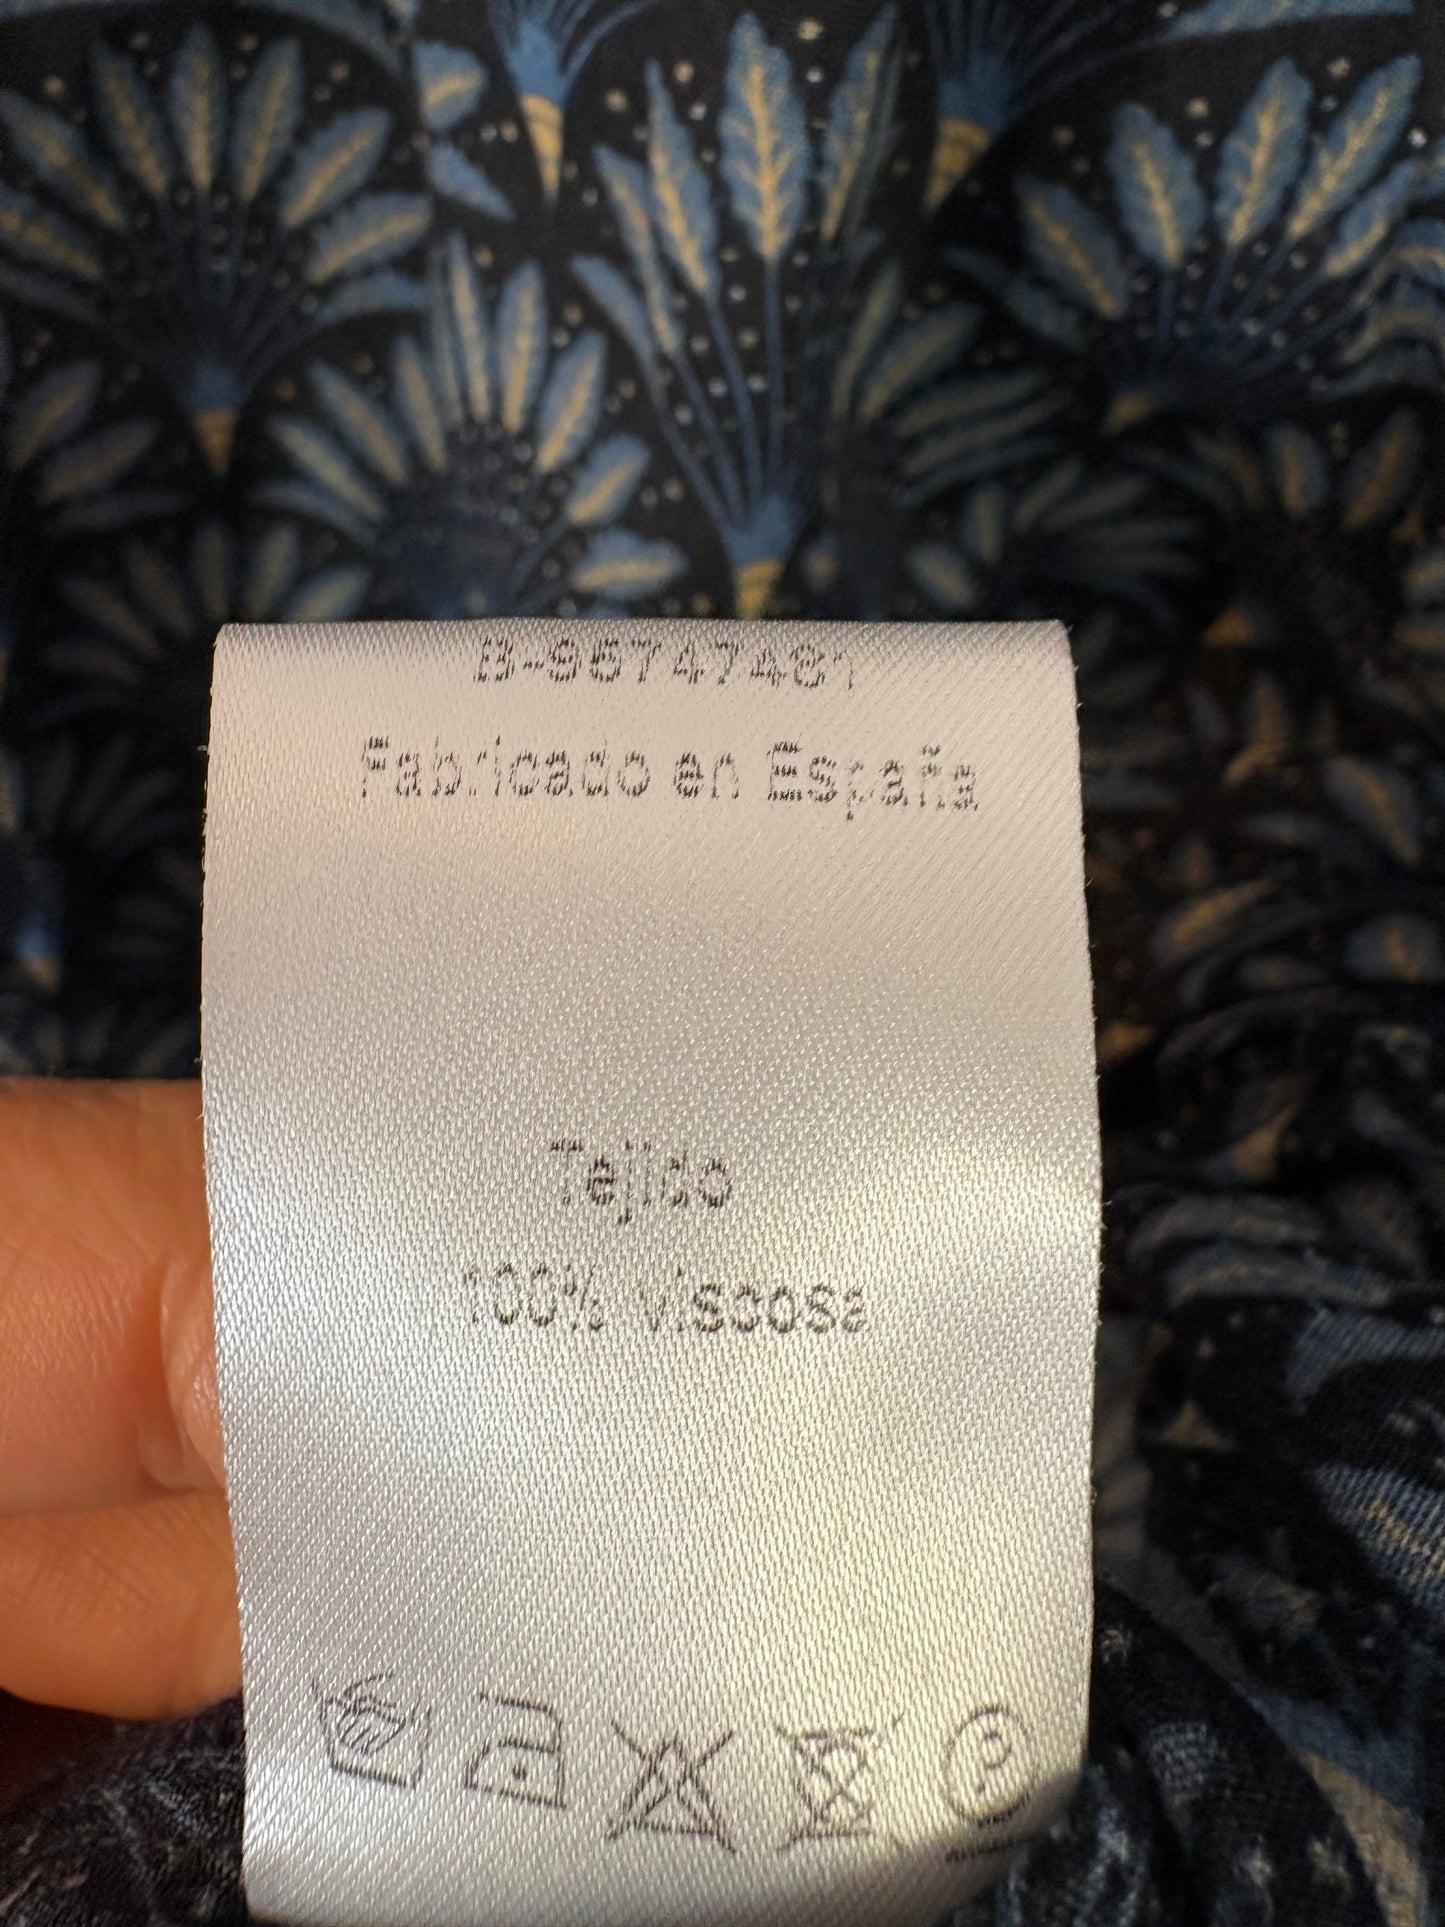 B-95747481
Fabricado en España
Tejido
100% viscosa
P